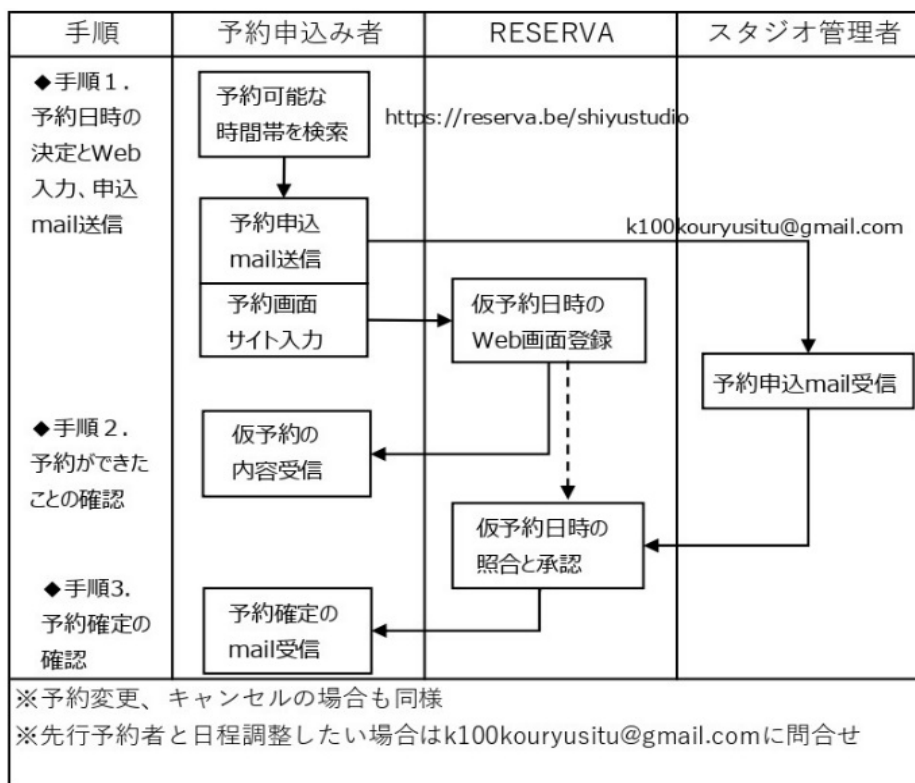 手順
予約申込み者
RESERVA
スタジオ管理者
◆手順１.
予約日時の
決定とWeb
入力、申込
mail送信
予約可能な
時間帯を検索
https://reserva.be/shiyustudio
予約申込
mail送信
k100kouryusitu@gmail.com
予約画面
サイト入力
仮予約日時の
Web画面登録
予約申込mail受信
◆手順２.
予約ができた
ことの確認
仮予約の
内容受信
仮予約日時の
照合と承認
◆手順3.
予約確定の
確認
予約確定の
mail受信
※予約変更、キャンセルの場合も同様
※先行予約者と日程調整したい場合はk100kouryusitu@gmail.comに問合せ